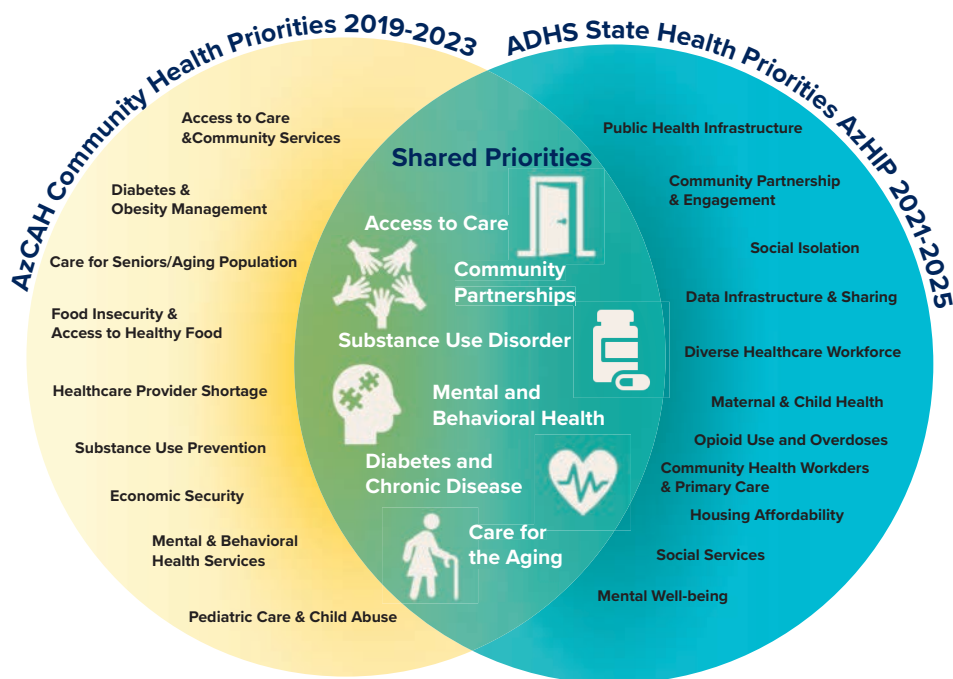 AzCAH Community Health Priorities 2019-2023
Access to Care
&Community Services
Diabetes &
Obesity Management
Care for Seniors/Aging Population
Food Insecurity &
Access to Healthy Food
Healthcare Provider Shortage
Substance Use Prevention
Economic Security
Mental & Behavioral
Health Services
Pediatric Care & Child Abuse
Shared Priorities
Access to Care
Community
Partnerships
Substance Use Disorder
Mental and
Behavioral Health
Diabetes and
Chronic Disease
Care for
the Aging
ADHS State Health Priorities AzHIP 2021-2025
Public Health Infrastructure
Community Partnership
& Engagement
Social Isolation
Data Infrastructure & Sharing
Diverse Healthcare Workforce
Maternal & Child Health
Opioid Use and Overdoses
Community Health Workders
& Primary Care
Housing Affordability
Social Services
Mental Well-being